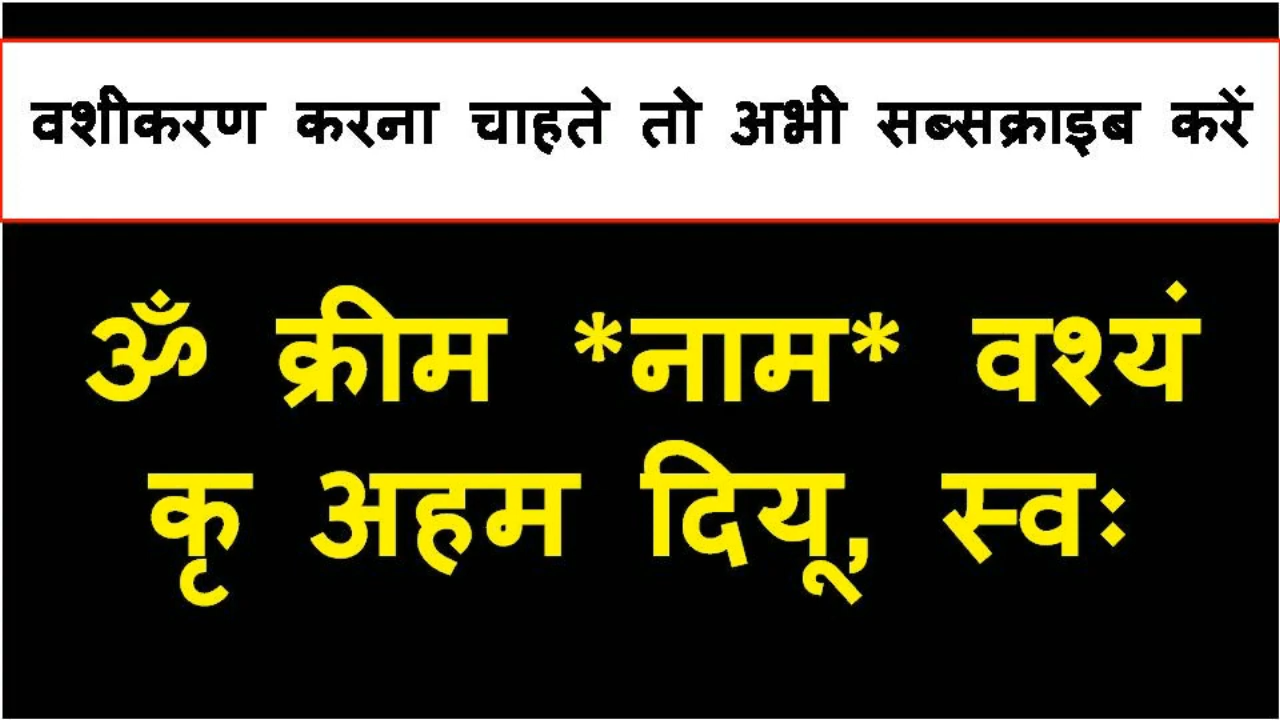 वशीकरण करना चाहते तो अभी सब्सक्राइब करें
ॐ क्रीम *नाम* वश्यं
कृ अहम दियू, स्वः